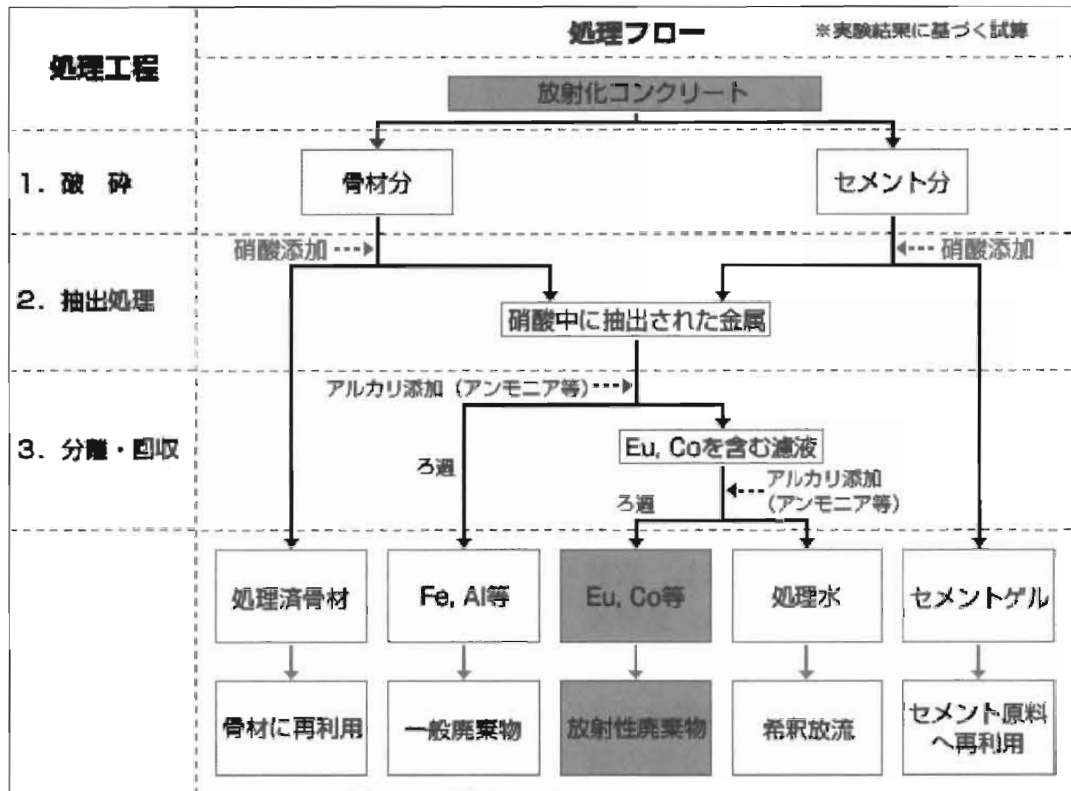 処理工程
処理フロー
※実験結果に基づく試算
放射化コンクリート
1. 破 砕
骨材分
セメント分
硝酸添加
硝酸添加
2. 抽出処理
硝酸中に抽出された金属
アルカリ添加（アンモニア等）
3. 分離・回収
Eu, Coを含む濾液
ろ過
アルカリ添加
（アンモニア等）
ろ過
処理済骨材
Fe, Al等
Eu, Co等
処理水
セメントゲル
骨材に再利用
一般廃棄物
放射性廃棄物
希釈放流
セメント原料
へ再利用